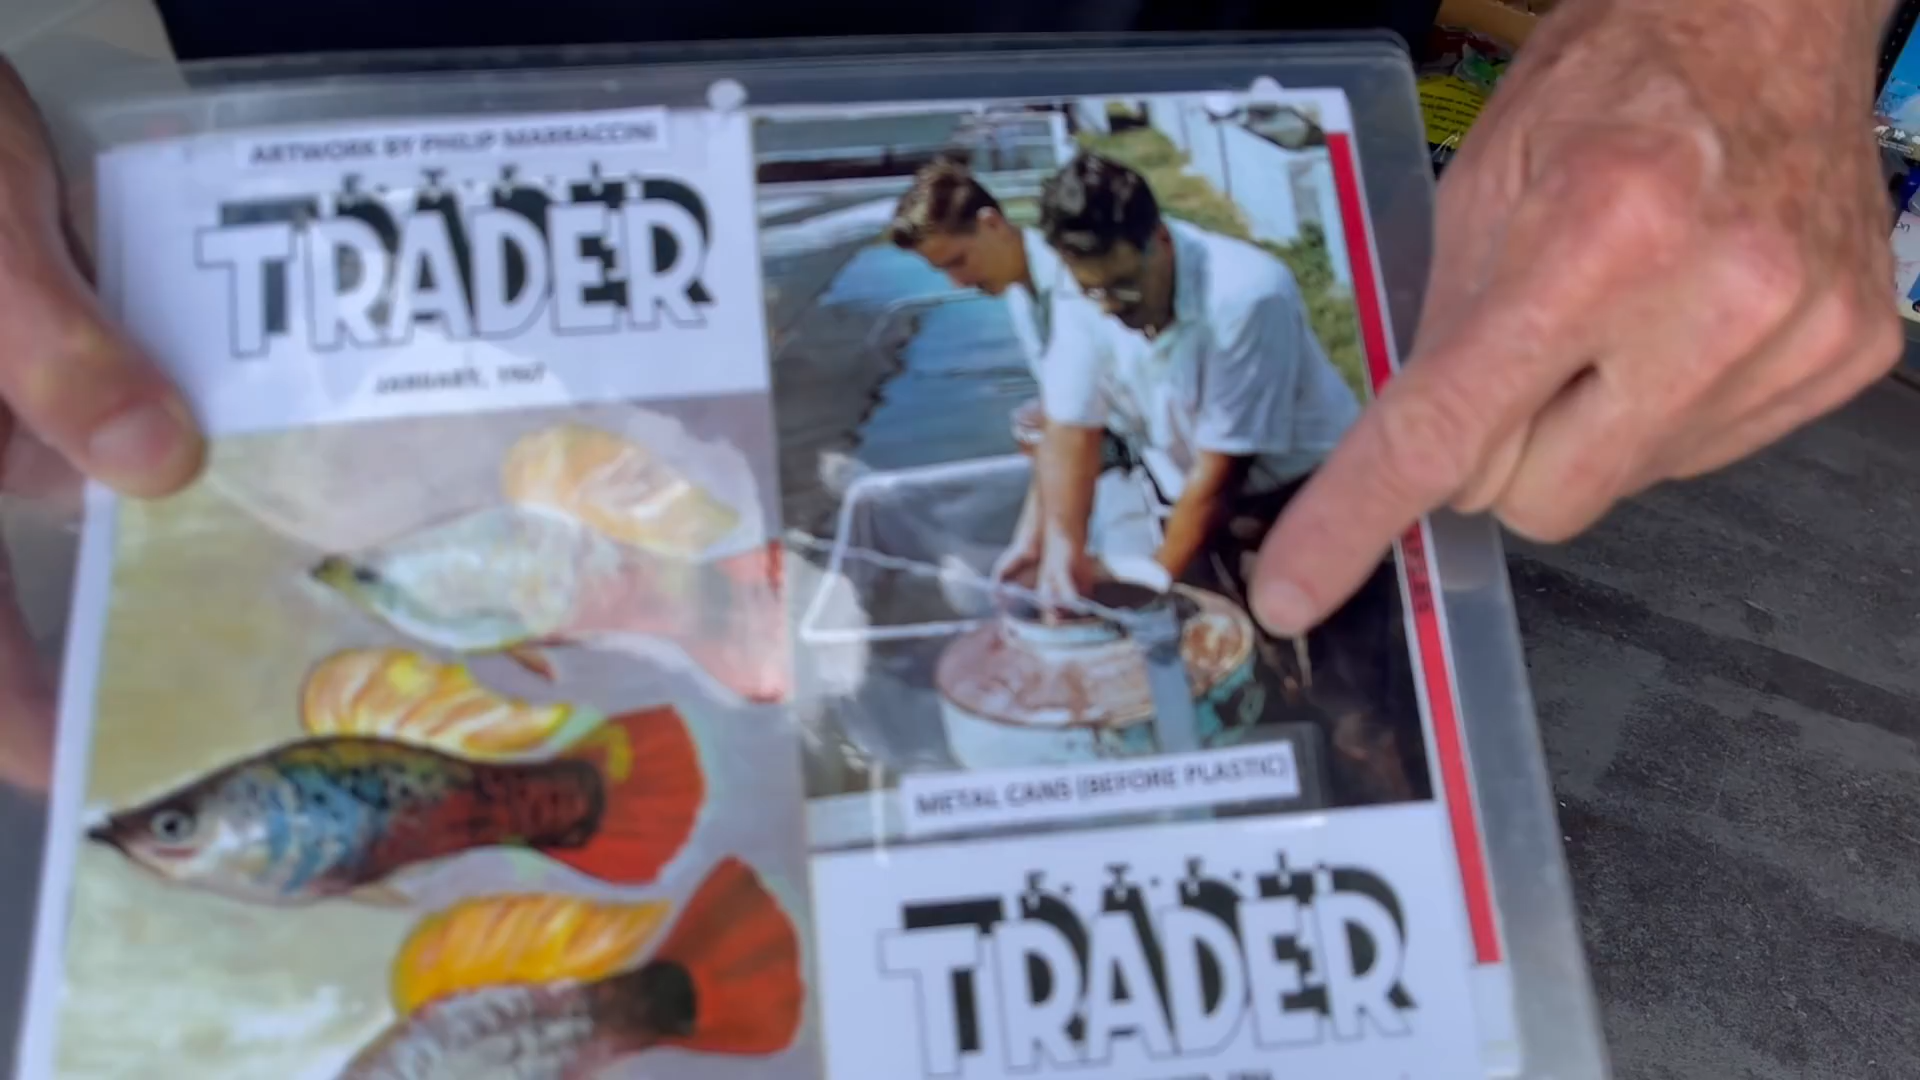 ARTWORK BY PHILIP MARRACCINI
F. T. F. I.
TRADER
JANUARY, 1967
METAL CANS (BEFORE PLASTIC)
F. T. F. I.
TRADER